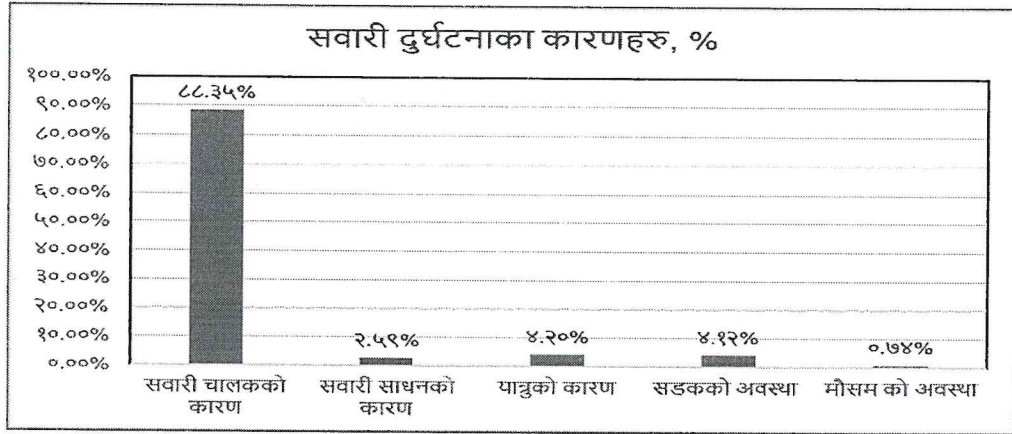 सवारी दुर्घटनाका कारणहरु, %
१००.००%
९०.००%
८०.००%
७०.००%
६०.००%
५०.००%
४०.००%
३०.००%
२०.००%
१०.००%
०.००%
८८.३५%
२.५९%
४.२०%
४.१२%
०.७४%
सवारी चालकको
कारण
सवारी साधनको
कारण
यात्रुको कारण
सडकको अवस्था
मौसम को अवस्था